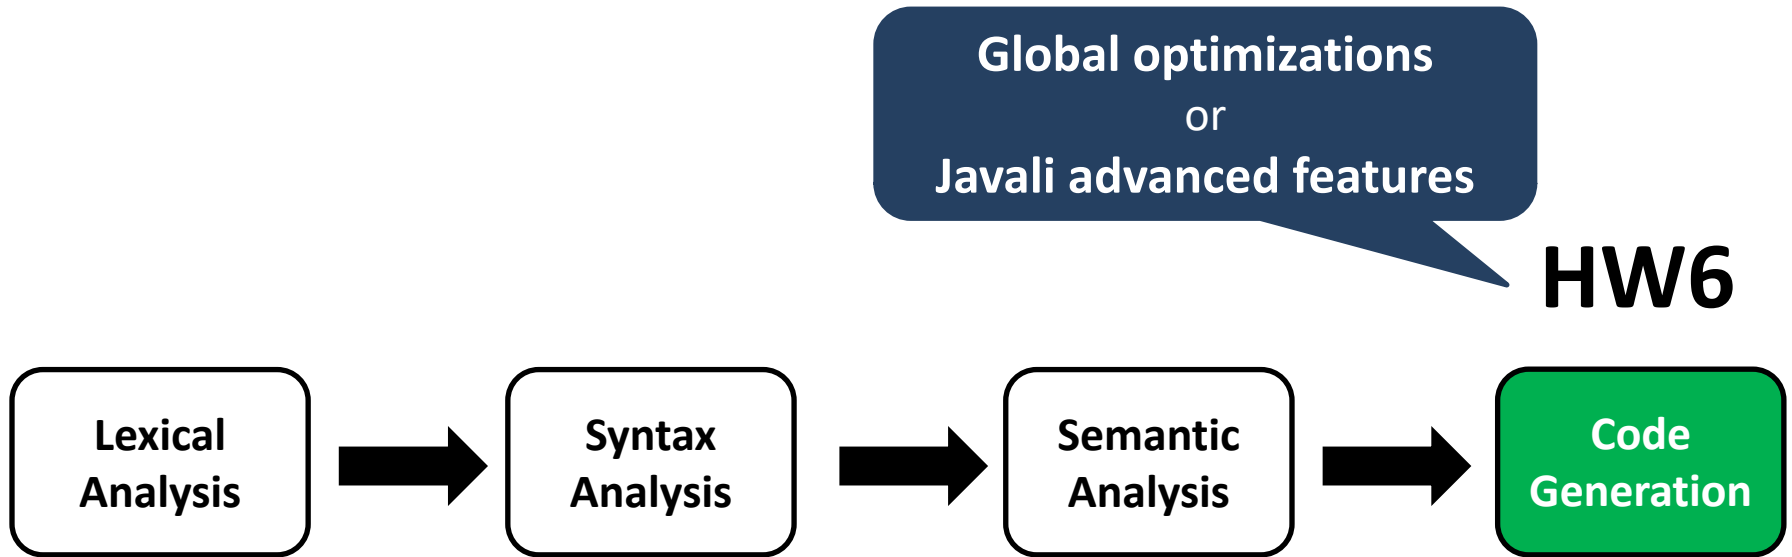 Global optimizations
or
Javali advanced features
HW6
Lexical
Analysis
Syntax
Analysis
Semantic
Analysis
Code
Generation